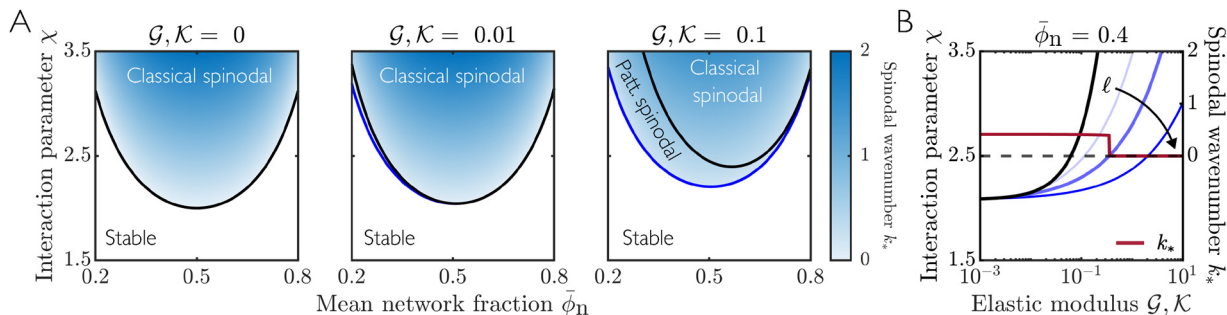 A
𝒢, 𝒦 = 0
𝒢, 𝒦 = 0.01
𝒢, 𝒦 = 0.1
Interaction parameter χ
3.5
2.5
1.5
Classical spinodal
Stable
0.2
0.5
0.8
Classical spinodal
Stable
0.2
0.5
0.8
Patt. spinodal
Classical
spinodal
Stable
0.2
0.5
0.8
Mean network fraction ϕ̄ₙ
2
1
0
Spinodal wavenumber k*
B
ϕ̄ₙ = 0.4
Interaction parameter χ
3.5
2.5
1.5
ℓ
k*
2
1
0
Spinodal wavenumber k*
10⁻³
10⁻¹
10¹
Elastic modulus 𝒢, 𝒦